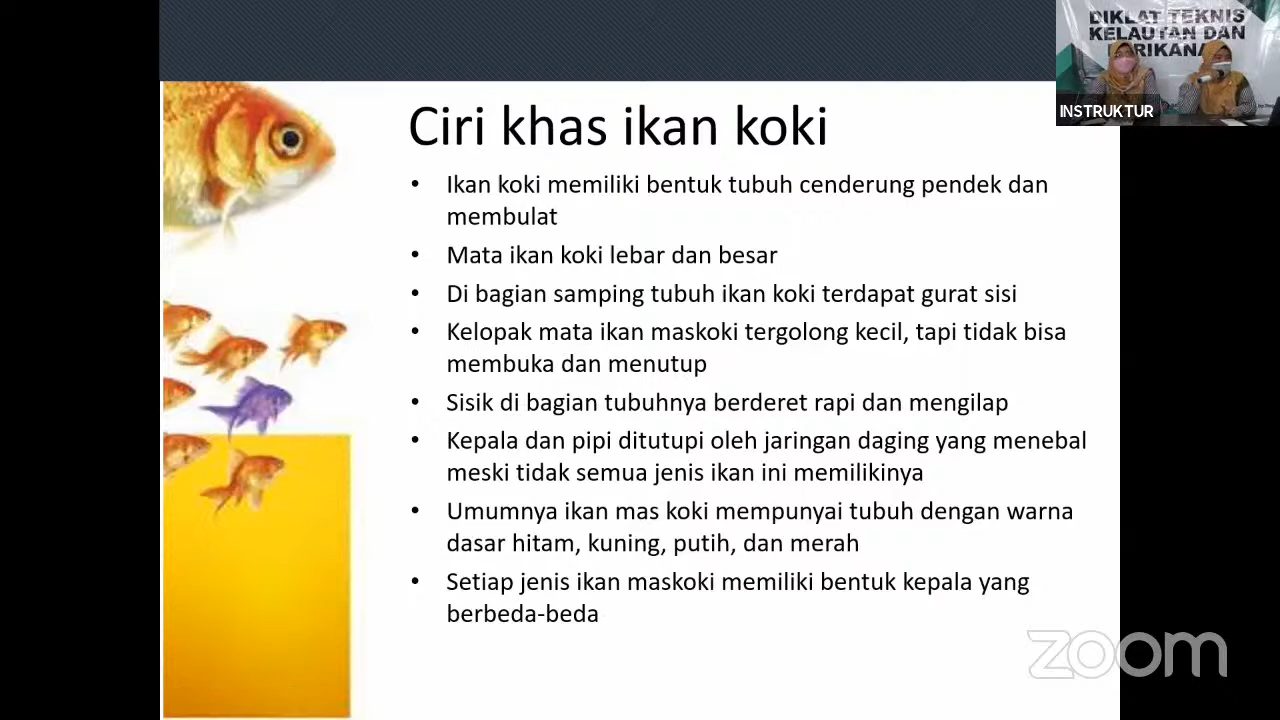 DIKLAT TEKNIS
KELAUTAN DAN
INSTRUKTUR
Ciri khas ikan koki
• Ikan koki memiliki bentuk tubuh cenderung pendek dan
membulat
• Mata ikan koki lebar dan besar
• Di bagian samping tubuh ikan koki terdapat gurat sisi
• Kelopak mata ikan maskoki tergolong kecil, tapi tidak bisa
membuka dan menutup
• Sisik di bagian tubuhnya berderet rapi dan mengilap
• Kepala dan pipi ditutupi oleh jaringan daging yang menebal
meski tidak semua jenis ikan ini memilikinya
• Umumnya ikan mas koki mempunyai tubuh dengan warna
dasar hitam, kuning, putih, dan merah
• Setiap jenis ikan maskoki memiliki bentuk kepala yang
berbeda-beda
zoom